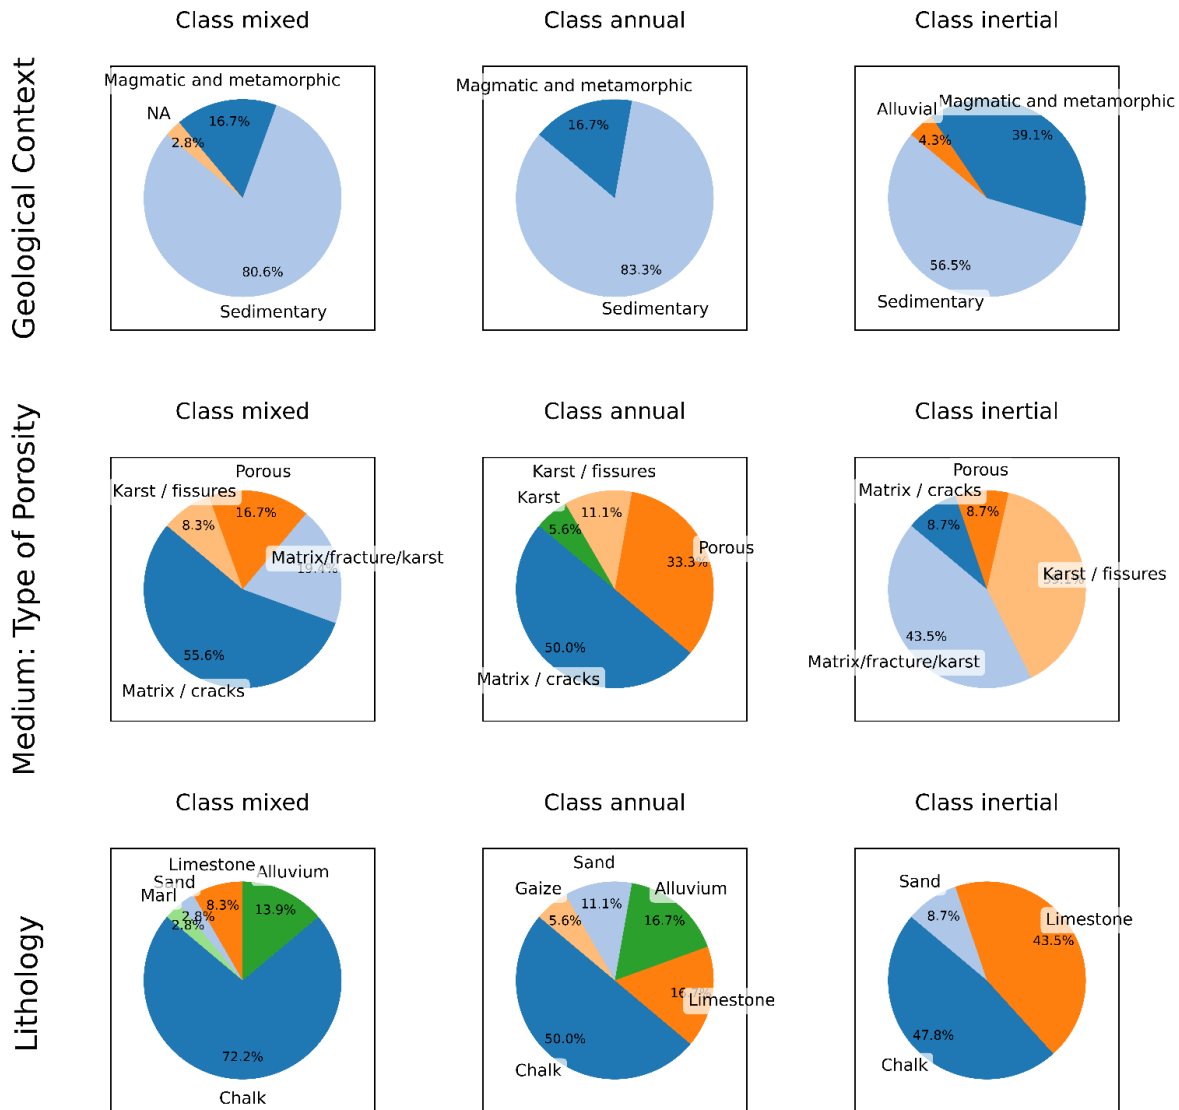 Class mixed
Class annual
Class inertial
Geological Context
Magmatic and metamorphic
NA
16.7%
2.8%
80.6%
Sedimentary
Magmatic and metamorphic
16.7%
83.3%
Sedimentary
Alluvial
Magmatic and metamorphic
4.3%
39.1%
56.5%
Sedimentary
Class mixed
Class annual
Class inertial
Medium: Type of Porosity
Porous
Karst / fissures
16.7%
8.3%
Matrix/fracture/karst
19.4%
55.6%
Matrix / cracks
Karst / fissures
Karst
11.1%
5.6%
Porous
33.3%
50.0%
Matrix / cracks
Porous
Matrix / cracks
8.7%
8.7%
Karst / fissures
39.1%
43.5%
Matrix/fracture/karst
Class mixed
Class annual
Class inertial
Lithology
Limestone
Alluvium
Sand
Marl
8.3%
13.9%
2.8%
2.8%
72.2%
Chalk
Sand
Gaize
Alluvium
11.1%
5.6%
16.7%
Limestone
50.0%
Chalk
Sand
8.7%
Limestone
43.5%
47.8%
Chalk